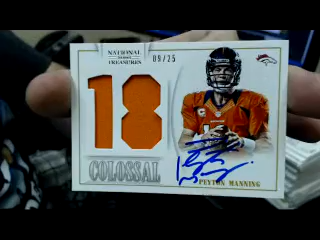 NATIONAL
TREASURES
09/25
18
COLOSSAL
PEYTON MANNING